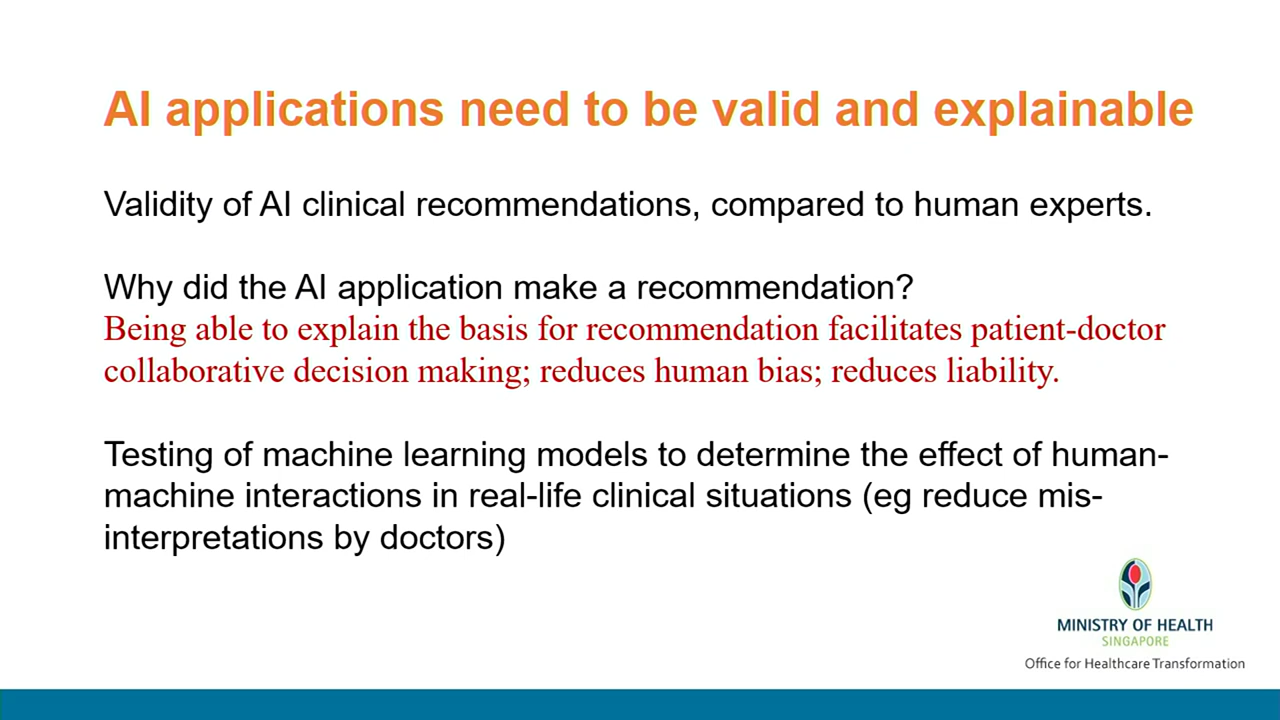 AI applications need to be valid and explainable
Validity of AI clinical recommendations, compared to human experts.
Why did the AI application make a recommendation?
Being able to explain the basis for recommendation facilitates patient-doctor
collaborative decision making; reduces human bias; reduces liability.
Testing of machine learning models to determine the effect of human-
machine interactions in real-life clinical situations (eg reduce mis-
interpretations by doctors)
MINISTRY OF HEALTH
SINGAPORE
Office for Healthcare Transformation